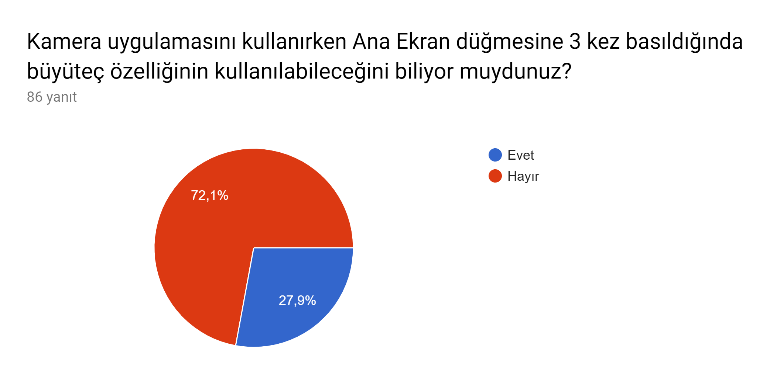 Kamera uygulamasını kullanırken Ana Ekran düğmesine 3 kez basıldığında
büyüteç özelliğinin kullanılabileceğini biliyor muydunuz?
86 yanıt
Evet
Hayır
72,1%
27,9%